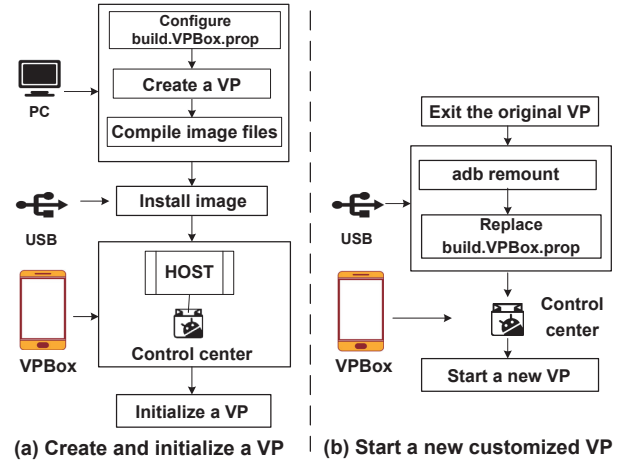 Configure
build.VPBox.prop
Create a VP
PC
Compile image files
Install image
USB
HOST
Control center
VPBox
Initialize a VP
(a) Create and initialize a VP
Exit the original VP
adb remount
Replace
build.VPBox.prop
USB
Control
center
VPBox
Start a new VP
(b) Start a new customized VP